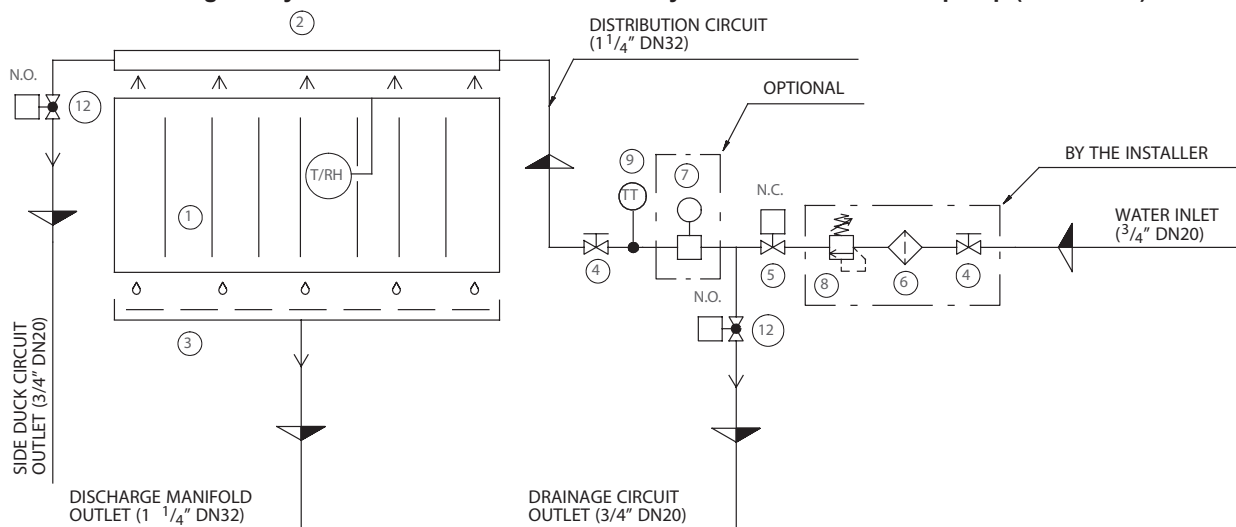 DISTRIBUTION CIRCUIT
(1 1/4" DN32)
OPTIONAL
BY THE INSTALLER
WATER INLET
(3/4" DN20)
2
N.O.
12
9
TT
7
N.C.
T/RH
1
4
5
8
6
4
N.O.
12
3
SIDE DUCK CIRCUIT
OUTLET (3/4" DN20)
DISCHARGE MANIFOLD
OUTLET (1 1/4" DN32)
DRAINAGE CIRCUIT
OUTLET (3/4" DN20)